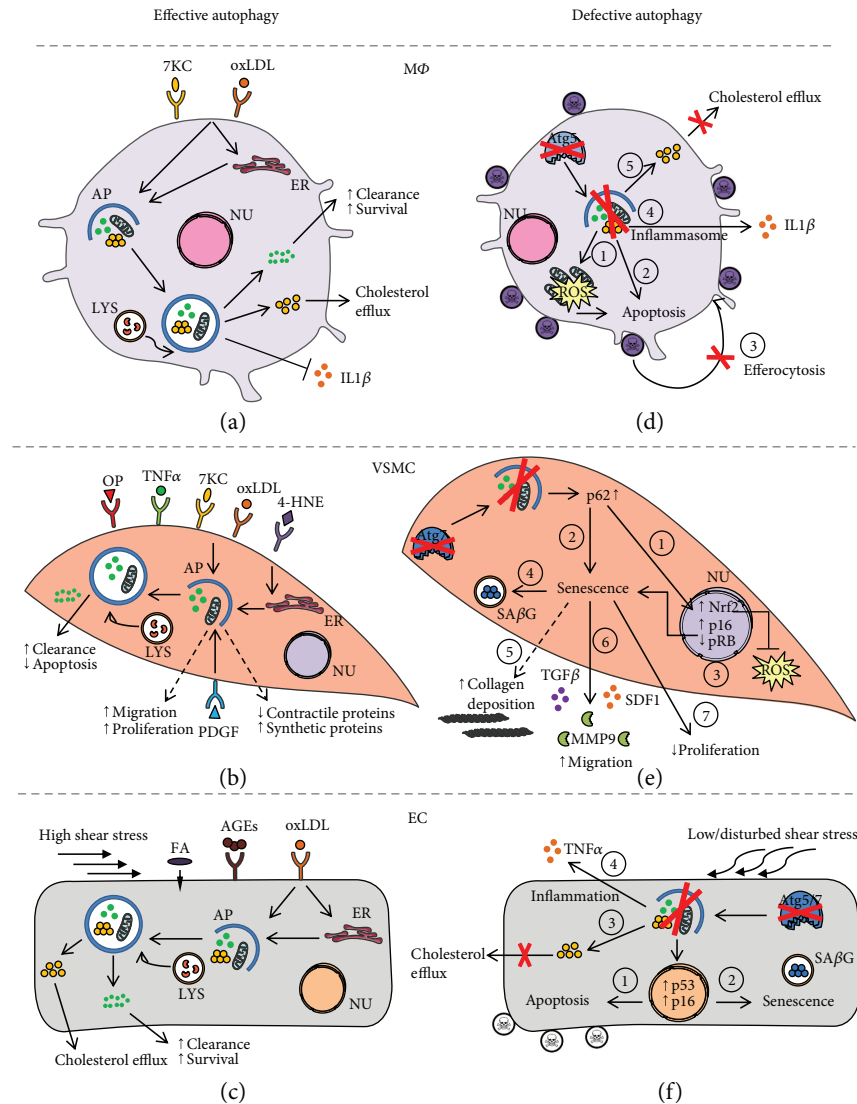 Effective autophagy
Defective autophagy
MΦ
7KC
oxLDL
ER
AP
NU
↑ Clearance
↑ Survival
LYS
Cholesterol
efflux
IL1β
(a)
Cholesterol efflux
Atg5
5
NU
4
Inflammasome
IL1β
1
2
ROS
Apoptosis
3
Efferocytosis
(d)
VSMC
OP
TNFα
7KC
oxLDL
4-HNE
AP
ER
LYS
NU
↑ Clearance
↓ Apoptosis
↑ Migration
↑ Proliferation
PDGF
↓ Contractile proteins
↑ Synthetic proteins
(b)
p62↑
Atg7
2
1
NU
4
Senescence
SAβG
↑ Nrf2
↑ p16
↓ pRB
5
6
3
ROS
↑ Collagen
deposition
TGFβ
SDF1
7
MMP9
↑ Migration
↓Proliferation
(e)
EC
High shear stress
FA
AGEs
oxLDL
AP
ER
LYS
NU
Cholesterol efflux
↑ Clearance
↑ Survival
(c)
TNFα
4
Low/disturbed shear stress
Inflammation
Atg5/7
3
Cholesterol
efflux
SAβG
1
↑ p53
↑ p16
2
Apoptosis
Senescence
(f)